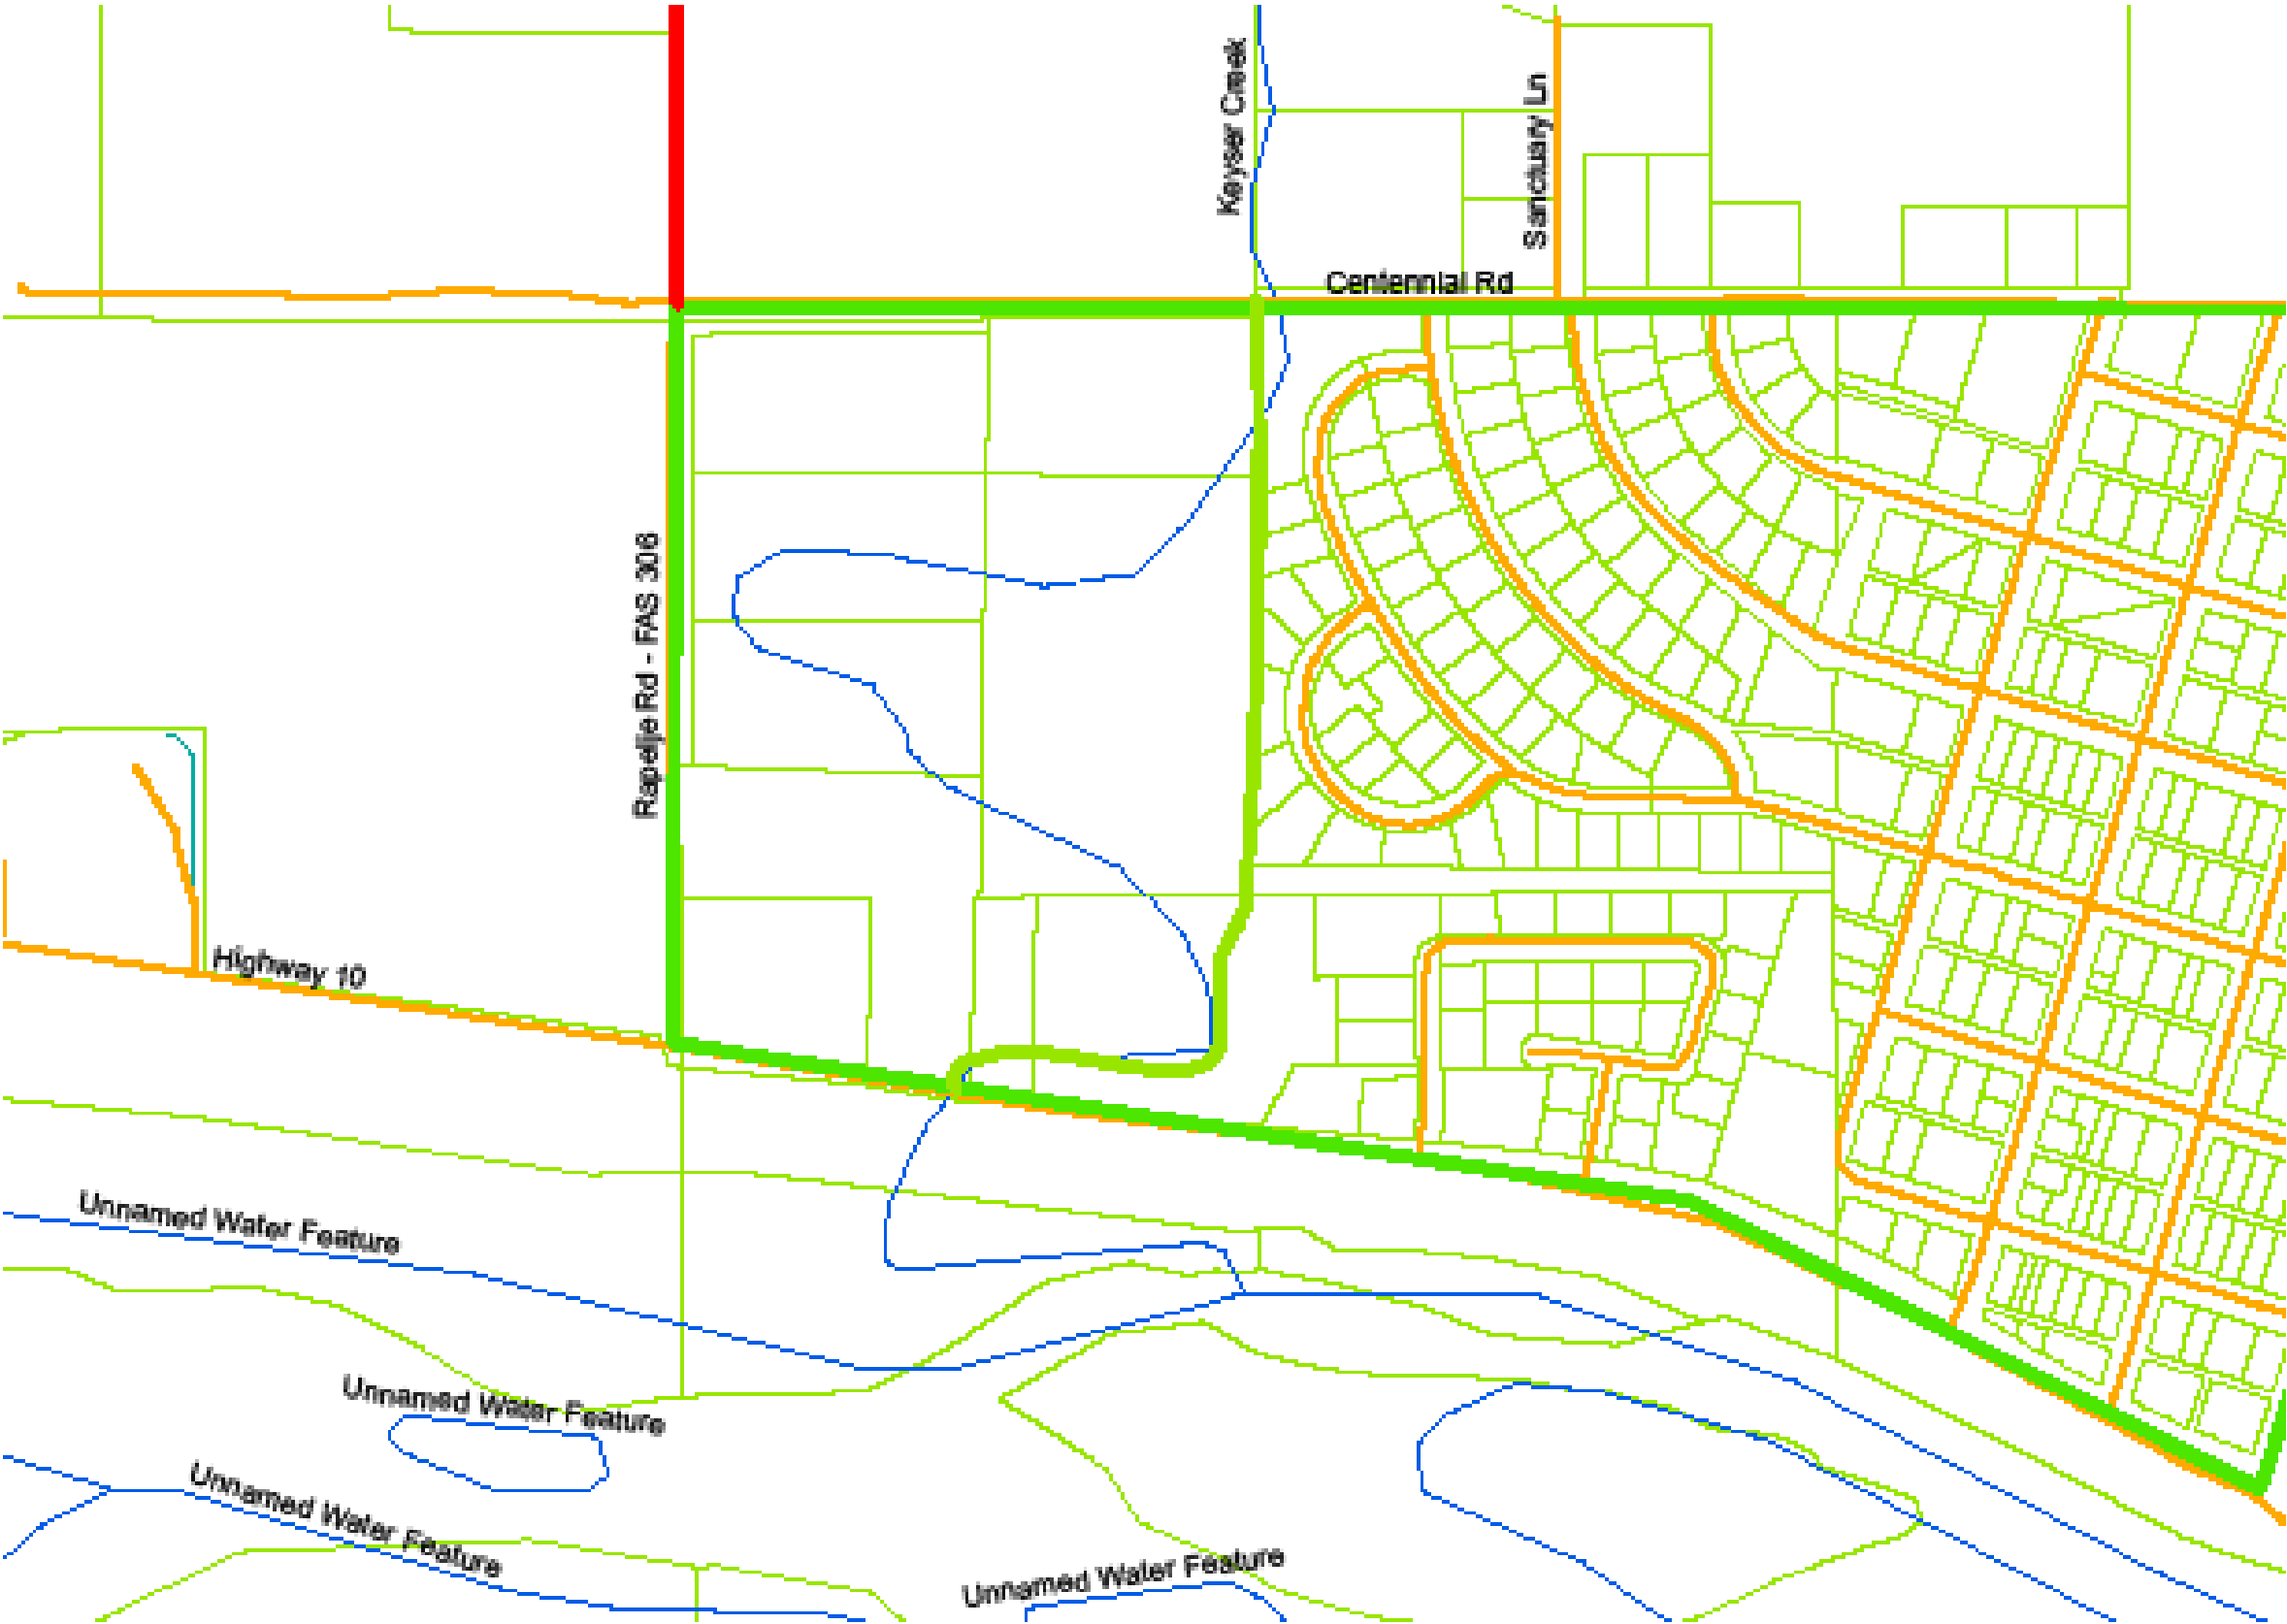 Keyser Creek
Sanctuary Ln
Centennial Rd
Rapelje Rd - FAS 306
Highway 10
Unnamed Water Feature
Unnamed Water Feature
Unnamed Water Feature
Unnamed Water Feature